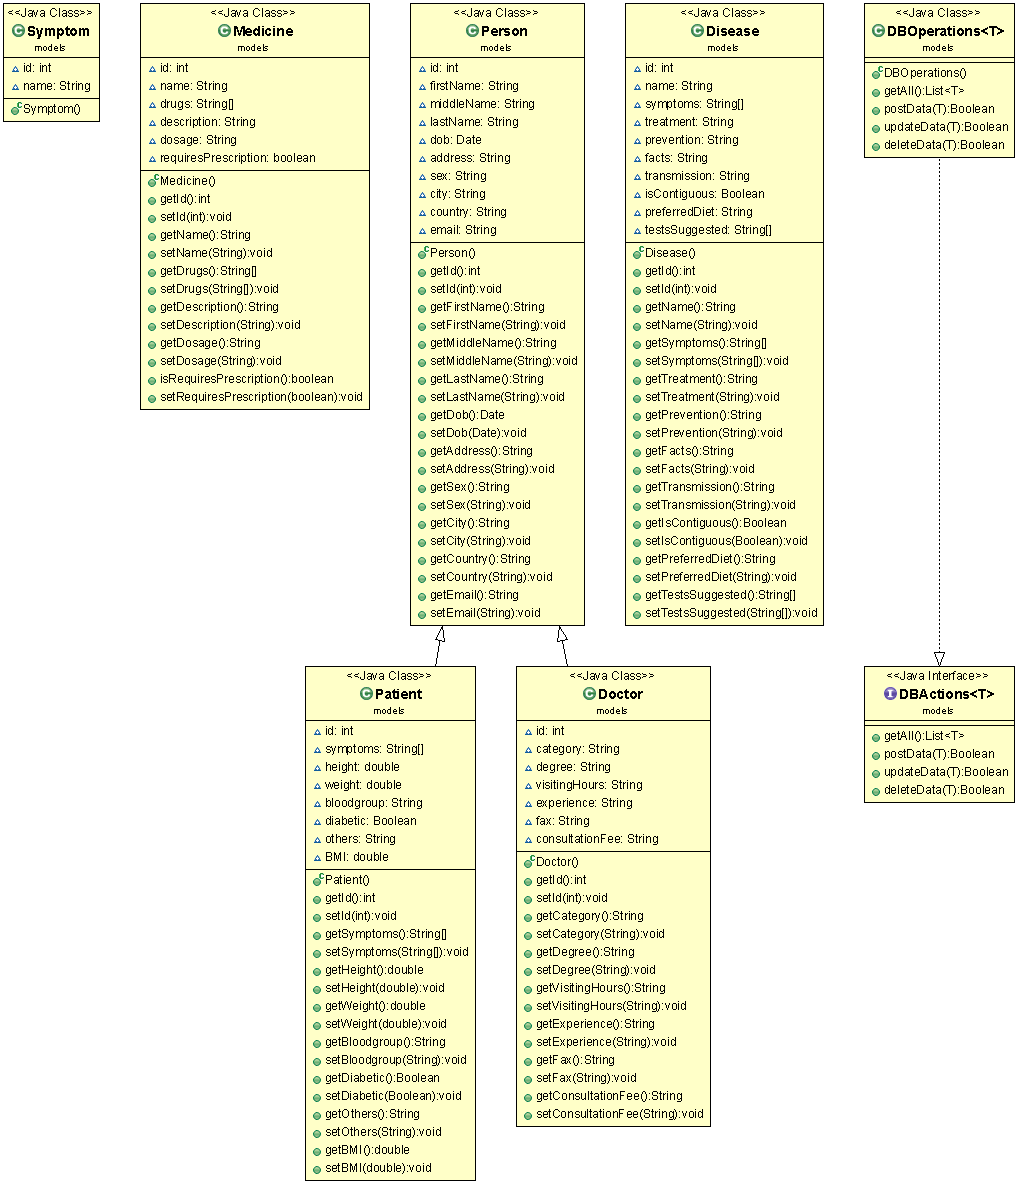 <<Java Class>>
Symptom
models
id: int
name: String
Symptom()
<<Java Class>>
Medicine
models
id: int
name: String
drugs: String[]
description: String
dosage: String
requiresPrescription: boolean
Medicine()
getId():int
setId(int):void
getName():String
setName(String):void
getDrugs():String[]
setDrugs(String[]):void
getDescription():String
setDescription(String):void
getDosage():String
setDosage(String):void
isRequiresPrescription():boolean
setRequiresPrescription(boolean):void
<<Java Class>>
Person
models
id: int
firstName: String
middleName: String
lastName: String
dob: Date
address: String
sex: String
city: String
country: String
email: String
Person()
getId():int
setId(int):void
getFirstName():String
setFirstName(String):void
getMiddleName():String
setMiddleName(String):void
getLastName():String
setLastName(String):void
getDob():Date
setDob(Date):void
getAddress():String
setAddress(String):void
getSex():String
setSex(String):void
getCity():String
setCity(String):void
getCountry():String
setCountry(String):void
getEmail():String
setEmail(String):void
<<Java Class>>
Disease
models
id: int
name: String
symptoms: String[]
treatment: String
prevention: String
facts: String
transmission: String
isContiguous: Boolean
preferredDiet: String
testsSuggested: String[]
Disease()
getId():int
setId(int):void
getName():String
setName(String):void
getSymptoms():String[]
setSymptoms(String[]):void
getTreatment():String
setTreatment(String):void
getPrevention():String
setPrevention(String):void
getFacts():String
setFacts(String):void
getTransmission():String
setTransmission(String):void
getIsContiguous():Boolean
setIsContiguous(Boolean):void
getPreferredDiet():String
setPreferredDiet(String):void
getTestsSuggested():String[]
setTestsSuggested(String[]):void
<<Java Class>>
DBOperations<T>
models
DBOperations()
getAll():List<T>
postData(T):Boolean
updateData(T):Boolean
deleteData(T):Boolean
<<Java Class>>
Patient
models
id: int
symptoms: String[]
height: double
weight: double
bloodgroup: String
diabetic: Boolean
others: String
BMI: double
Patient()
getId():int
setId(int):void
getSymptoms():String[]
setSymptoms(String[]):void
getHeight():double
setHeight(double):void
getWeight():double
setWeight(double):void
getBloodgroup():String
setBloodgroup(String):void
getDiabetic():Boolean
setDiabetic(Boolean):void
getOthers():String
setOthers(String):void
getBMI():double
setBMI(double):void
<<Java Class>>
Doctor
models
id: int
category: String
degree: String
visitingHours: String
experience: String
fax: String
consultationFee: String
Doctor()
getId():int
setId(int):void
getCategory():String
setCategory(String):void
getDegree():String
setDegree(String):void
getVisitingHours():String
setVisitingHours(String):void
getExperience():String
setExperience(String):void
getFax():String
setFax(String):void
getConsultationFee():String
setConsultationFee(String):void
<<Java Interface>>
DBActions<T>
models
getAll():List<T>
postData(T):Boolean
updateData(T):Boolean
deleteData(T):Boolean